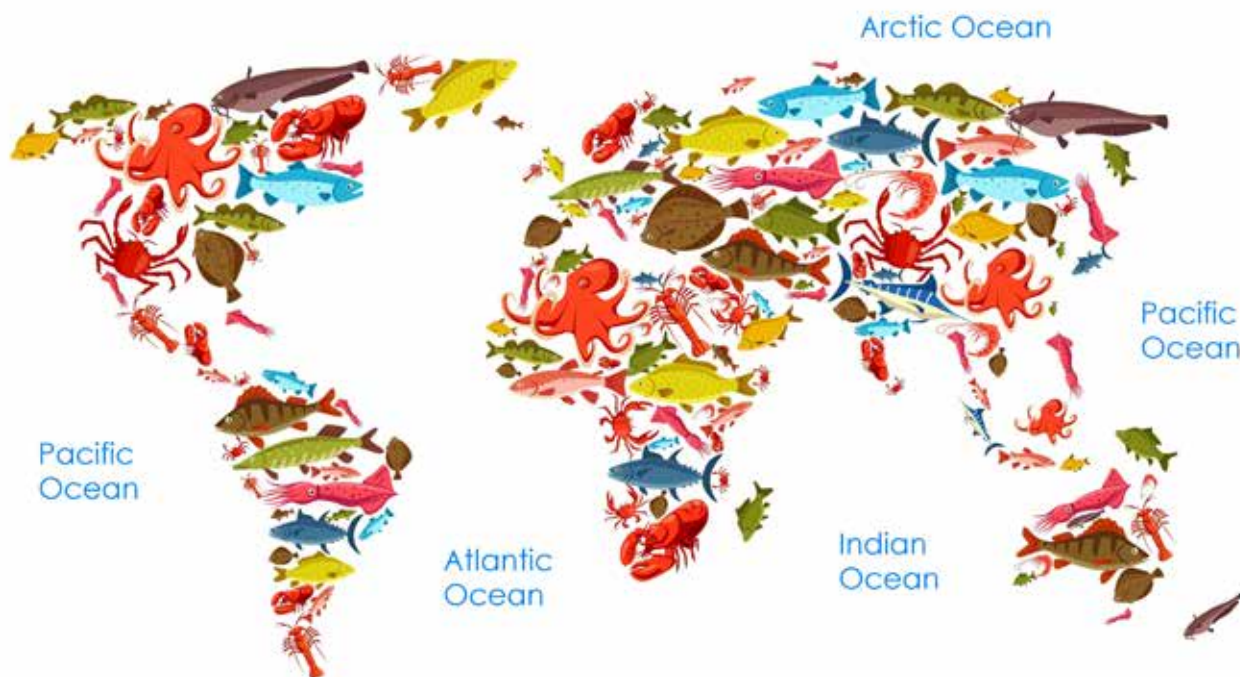 Arctic Ocean
Pacific
Ocean
Pacific
Ocean
Atlantic
Ocean
Indian
Ocean